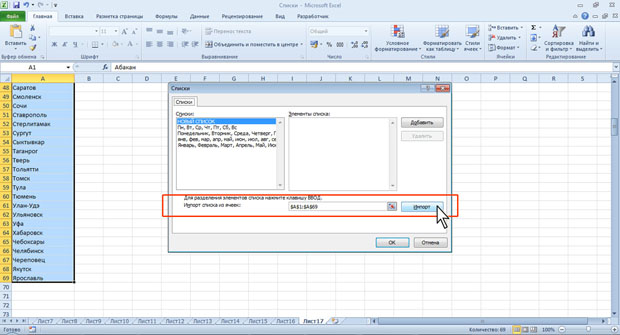 Списки - Microsoft Excel
Файл Главная Вставка Разметка страницы Формулы Данные Рецензирование Вид Разработчик
Вставить
Перенос текста
Объединить и поместить в центре
Условное форматирование
Форматировать как таблицу
Стили ячеек
Вставить
Удалить
Формат
Сортировка и фильтр
Найти и выделить
Буфер обмена Шрифт Выравнивание Число Стили Ячейки Редактирование
A1 Абакан
A B C D E F G H I J K L M N
48 Саратов
49 Смоленск
50 Сочи
51 Ставрополь
52 Стерлитамак
53 Сургут
54 Сыктывкар
55 Таганрог
56 Тверь
57 Тольятти
58 Томск
59 Тула
60 Тюмень
61 Улан-Удэ
62 Ульяновск
63 Уфа
64 Хабаровск
65 Чебоксары
66 Челябинск
67 Череповец
68 Якутск
69 Ярославль
70
71
72
73
Списки
Списки
Списки:
Элементы списка:
НОВЫЙ СПИСОК
Пн, Вт, Ср, Чт, Пт, Сб, Вс
Понедельник, Вторник, Среда, Четверг, П
янв, фев, мар, апр, май, июн, июл, авг, се
Январь, Февраль, Март, Апрель, Май, Ию
Добавить
Удалить
Для разделения элементов списка нажмите клавишу ВВОД.
Импорт списка из ячеек:
$A$1:$A$69
Импорт
ОК
Отмена
Лист7 Лист8 Лист9 Лист10 Лист11 Лист12 Лист13 Лист14 Лист15 Лист16 Лист17
Готово
Количество: 69
100%